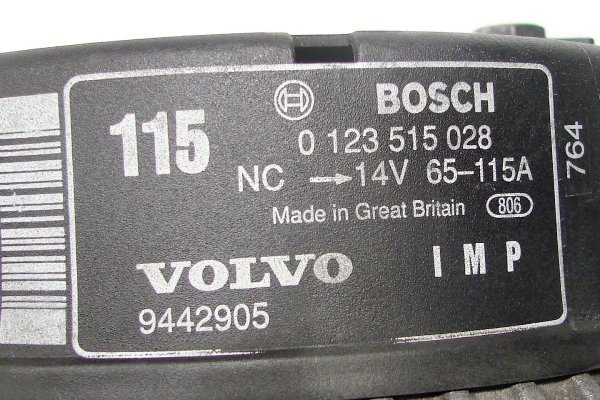 115
BOSCH
0 123 515 028
NC → 14V 65–115A
Made in Great Britain 806
VOLVO
I M P
9442905
764